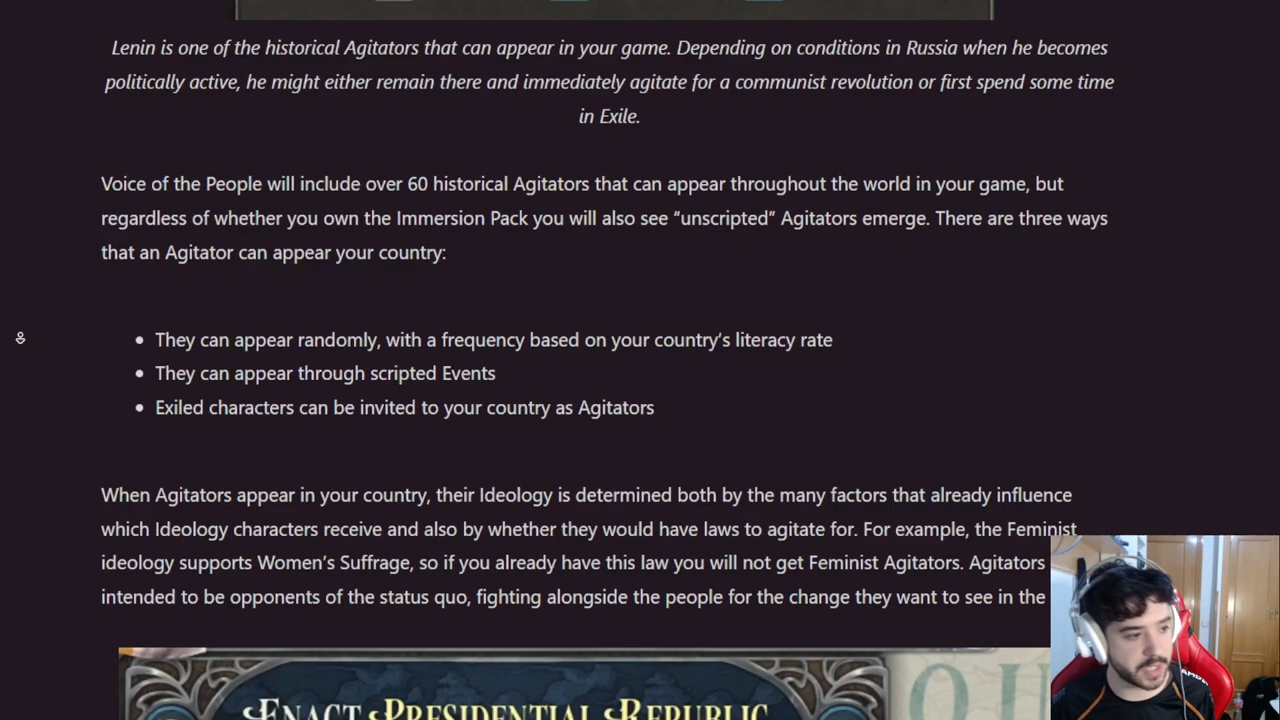 Lenin is one of the historical Agitators that can appear in your game. Depending on conditions in Russia when he becomes
politically active, he might either remain there and immediately agitate for a communist revolution or first spend some time
in Exile.
Voice of the People will include over 60 historical Agitators that can appear throughout the world in your game, but
regardless of whether you own the Immersion Pack you will also see “unscripted” Agitators emerge. There are three ways
that an Agitator can appear your country:
• They can appear randomly, with a frequency based on your country’s literacy rate
• They can appear through scripted Events
• Exiled characters can be invited to your country as Agitators
When Agitators appear in your country, their Ideology is determined both by the many factors that already influence
which Ideology characters receive and also by whether they would have laws to agitate for. For example, the Feminist
ideology supports Women’s Suffrage, so if you already have this law you will not get Feminist Agitators. Agitators
intended to be opponents of the status quo, fighting alongside the people for the change they want to see in the
ENACT PRESIDENTIAL REPUBLIC